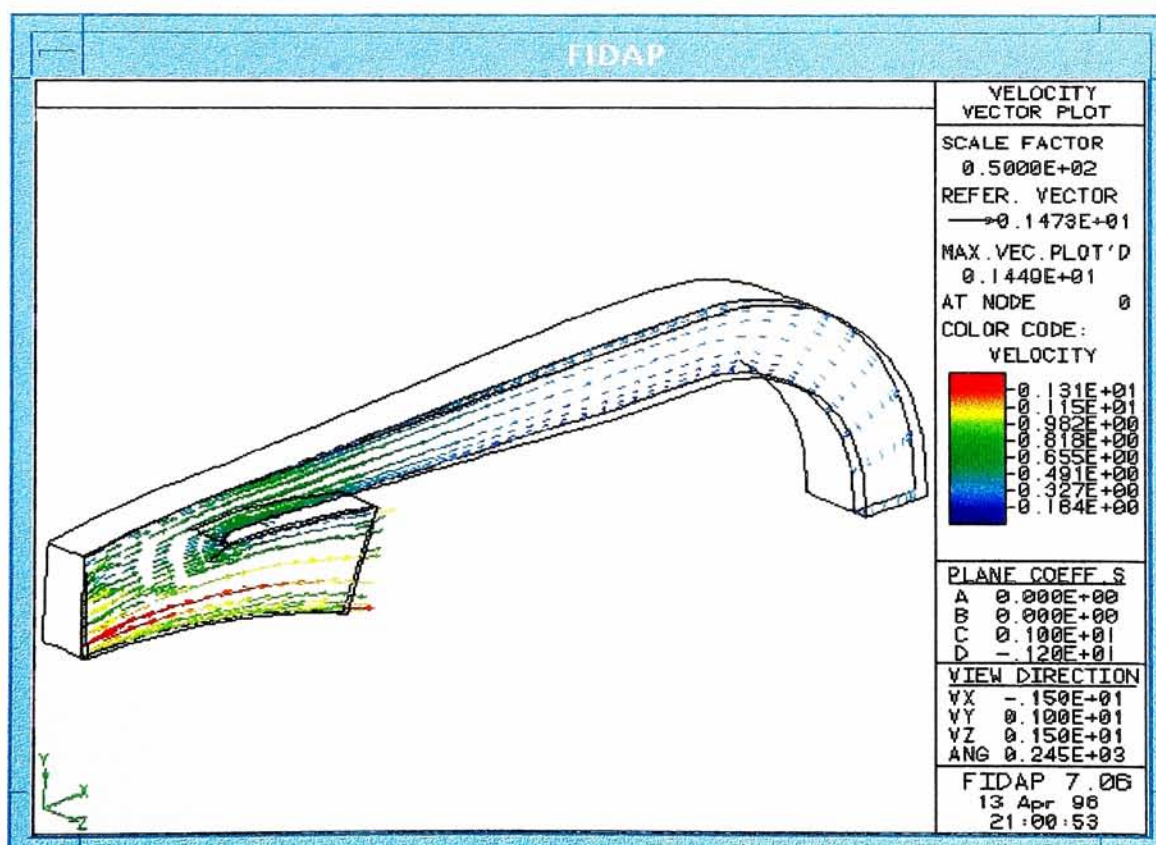 FIDAP
VELOCITY
VECTOR PLOT
SCALE FACTOR
0.5000E+02
REFER. VECTOR
0.1473E+01
MAX.VEC.PLOT'D
0.1449E+01
AT NODE 0
COLOR CODE:
VELOCITY
0.131E+01
0.115E+01
0.982E+00
0.818E+00
0.655E+00
0.491E+00
0.327E+00
0.164E+00
PLANE COEFF.S
A 0.000E+00
B 0.000E+00
C 0.100E+01
D -.120E+01
VIEW DIRECTION
VX -.150E+01
VY 0.100E+01
VZ 0.150E+01
ANG 0.245E+03
FIDAP 7.06
13 Apr 96
21:00:53
Y
X
Z